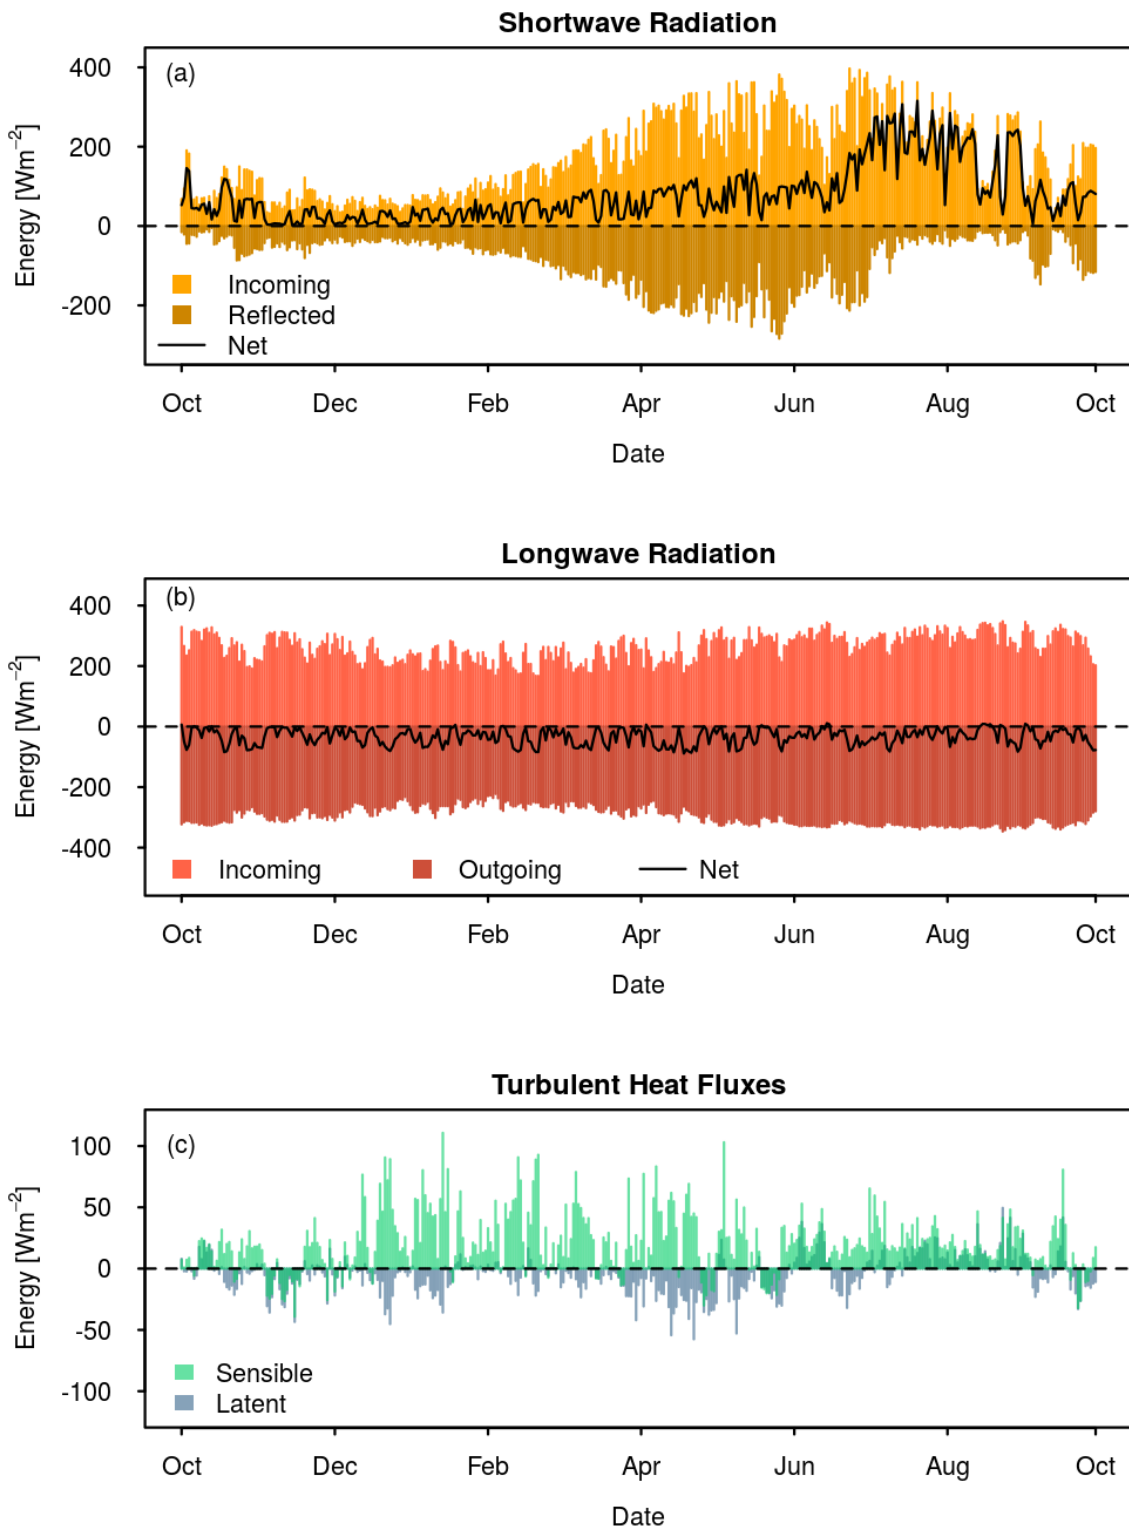 Shortwave Radiation
(a)
400
200
0
-200
Energy [Wm⁻²]
Incoming
Reflected
Net
Oct Dec Feb Apr Jun Aug Oct
Date
Longwave Radiation
(b)
400
200
0
-200
-400
Energy [Wm⁻²]
Incoming Outgoing Net
Oct Dec Feb Apr Jun Aug Oct
Date
Turbulent Heat Fluxes
(c)
100
50
0
-50
-100
Energy [Wm⁻²]
Sensible
Latent
Oct Dec Feb Apr Jun Aug Oct
Date